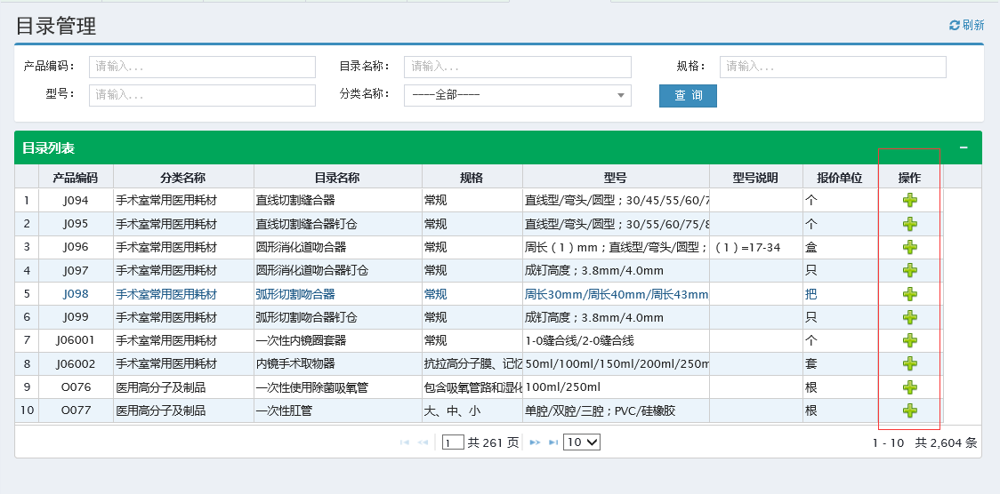 目录管理
刷新
产品编码： 请输入... 目录名称： 请输入... 规格： 请输入...
型号： 请输入... 分类名称： ----全部---- 查 询
目录列表
产品编码 分类名称 目录名称 规格 型号 型号说明 报价单位 操作
1 J094 手术室常用医用耗材 直线切割缝合器 常规 直线型/弯头/圆型；30/45/55/60/7 个
2 J095 手术室常用医用耗材 直线切割缝合器钉仓 常规 直线型/弯头/圆型；30/55/60/75/8 个
3 J096 手术室常用医用耗材 圆形消化道吻合器 常规 周长（1）mm；直线型/弯头/圆型； （1）=17-34 盒
4 J097 手术室常用医用耗材 圆形消化道吻合器钉仓 常规 成钉高度；3.8mm/4.0mm 只
5 J098 手术室常用医用耗材 弧形切割吻合器 常规 周长30mm/周长40mm/周长43mm 把
6 J099 手术室常用医用耗材 弧形切割吻合器钉仓 常规 成钉高度；3.8mm/4.0mm 只
7 J06001 手术室常用医用耗材 一次性内镜圈套器 常规 1-0缝合线/2-0缝合线 个
8 J06002 手术室常用医用耗材 内镜手术取物器 抗拉高分子膜、记忆 50ml/100ml/150ml/200ml/250m 套
9 O076 医用高分子及制品 一次性使用除菌吸氧管 包含吸氧管路和湿化 100ml/250ml 根
10 O077 医用高分子及制品 一次性肛管 大、中、小 单腔/双腔/三腔；PVC/硅橡胶 根
1 共 261 页 10 1 - 10 共 2,604 条